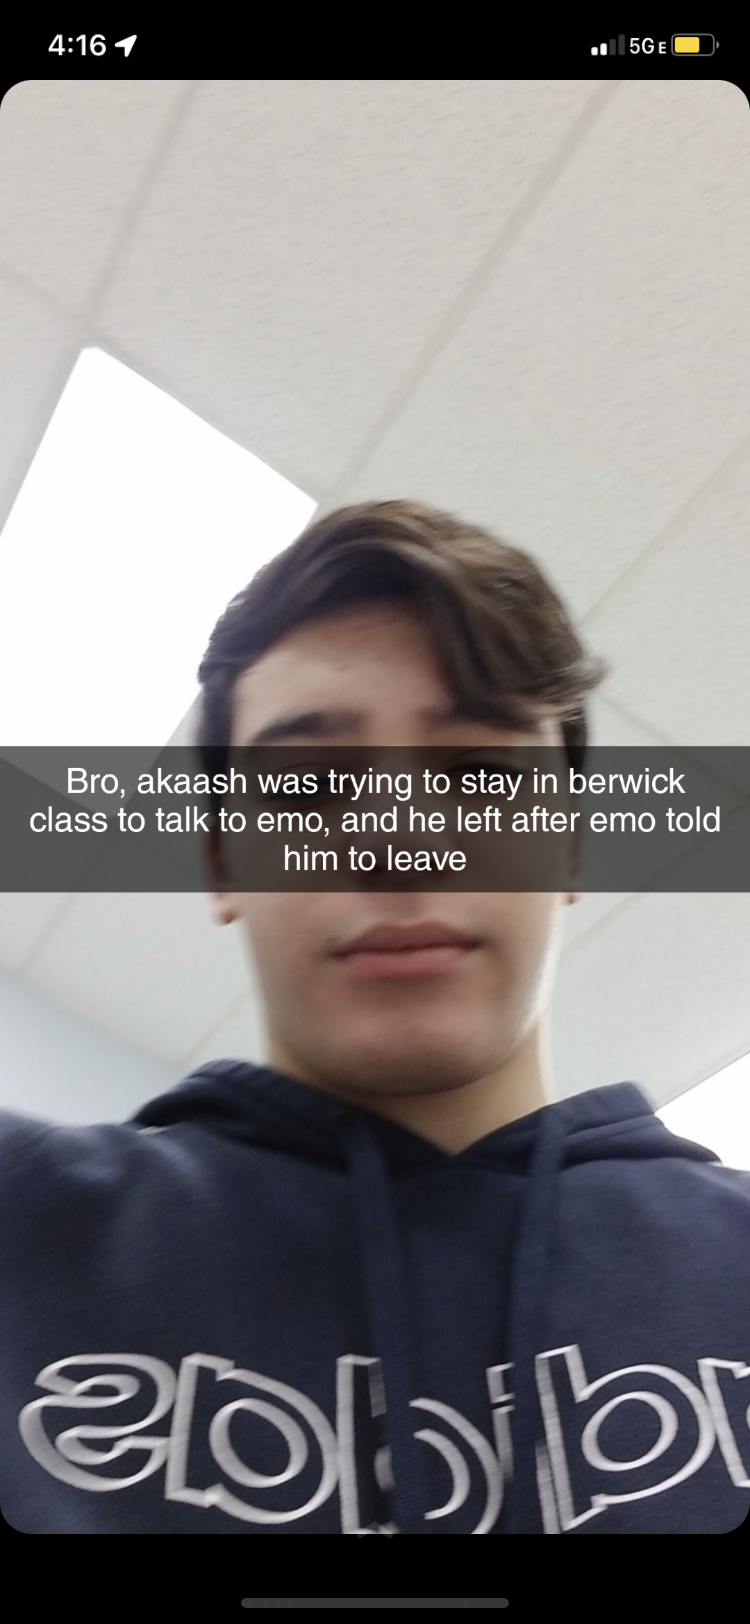 4:16
5GE
Bro, akaash was trying to stay in berwick
class to talk to emo, and he left after emo told
him to leave